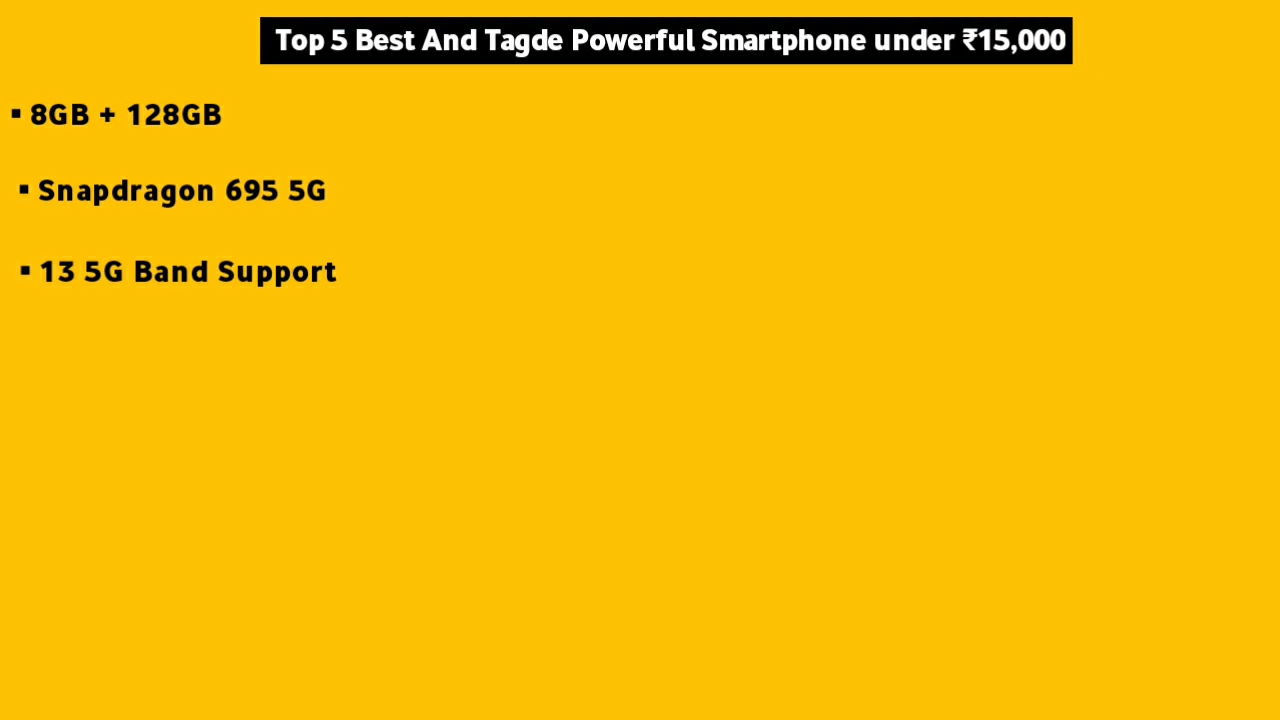 Top 5 Best And Tagde Powerful Smartphone under ₹15,000
▪ 8GB + 128GB
▪ Snapdragon 695 5G
▪ 13 5G Band Support